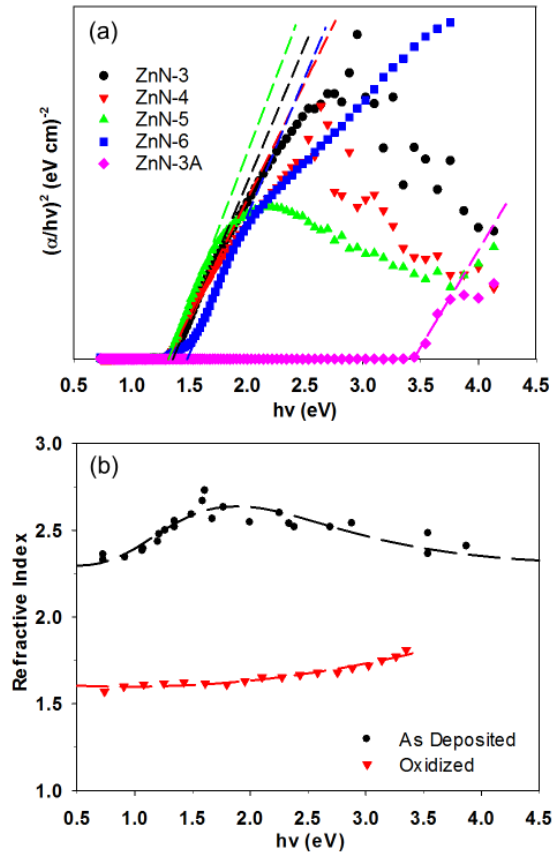 (a)
ZnN-3
ZnN-4
ZnN-5
ZnN-6
ZnN-3A
(α/hν)² (eV cm)⁻²
0.5 1.0 1.5 2.0 2.5 3.0 3.5 4.0 4.5
hν (eV)
(b)
3.0
2.5
2.0
1.5
1.0
Refractive Index
As Deposited
Oxidized
0.5 1.0 1.5 2.0 2.5 3.0 3.5 4.0 4.5
hν (eV)